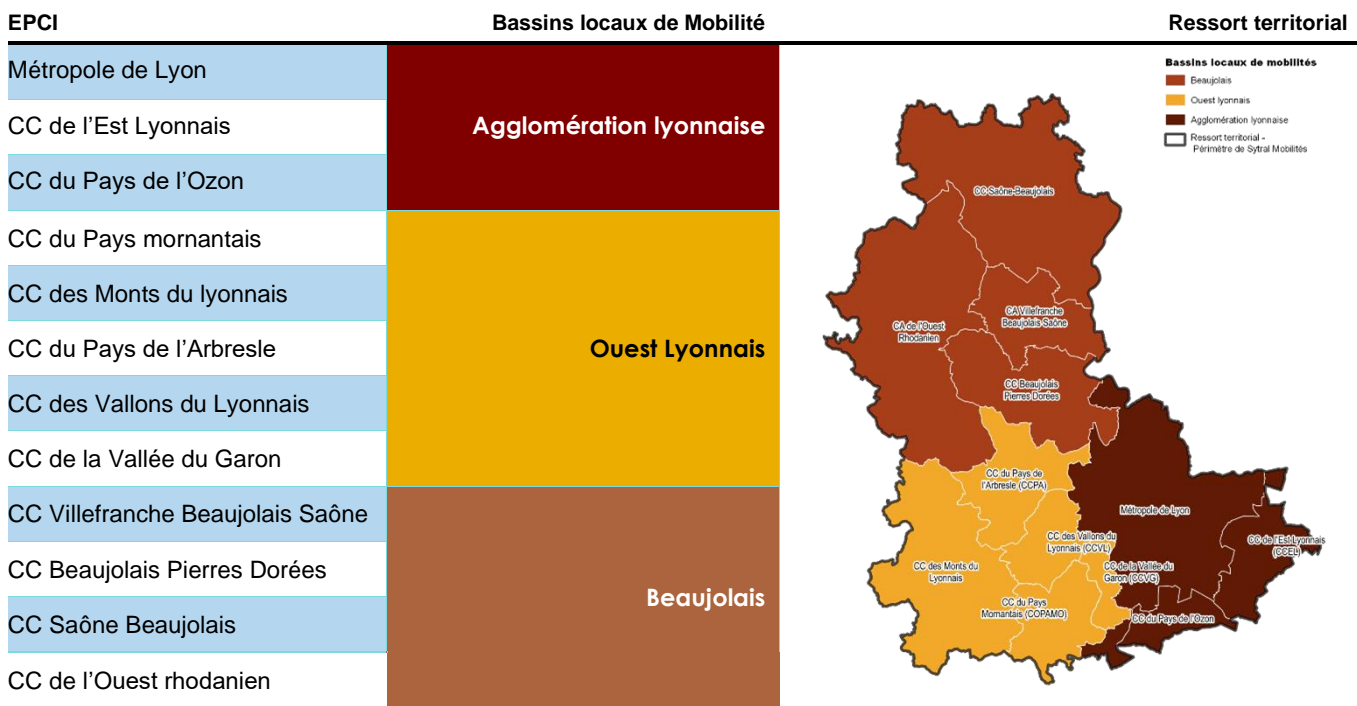 EPCI
Bassins locaux de Mobilité
Ressort territorial
Métropole de Lyon
CC de l’Est Lyonnais
CC du Pays de l’Ozon
Agglomération lyonnaise
CC du Pays mornantais
CC des Monts du lyonnais
CC du Pays de l’Arbresle
CC des Vallons du Lyonnais
CC de la Vallée du Garon
Ouest Lyonnais
CC Villefranche Beaujolais Saône
CC Beaujolais Pierres Dorées
CC Saône Beaujolais
CC de l’Ouest rhodanien
Beaujolais
Bassins locaux de mobilités
Beaujolais
Ouest lyonnais
Agglomération lyonnaise
Ressort territorial -
Périmètre de Sytral Mobilités
CC Saône-Beaujolais
CA Villefranche
Beaujolais Saône
CA de l'Ouest
Rhodanien
CC Beaujolais
Pierres Dorées
CC du Pays de
l'Arbresle (CCPA)
Métropole de Lyon
CC des Vallons du
Lyonnais (CCVL)
CC de l'Est Lyonnais
(CCEL)
CC des Monts du
Lyonnais
CC de la Vallée du
Garon (CCVG)
CC du Pays
Mornantais (COPAMO)
CC du Pays de l'Ozon